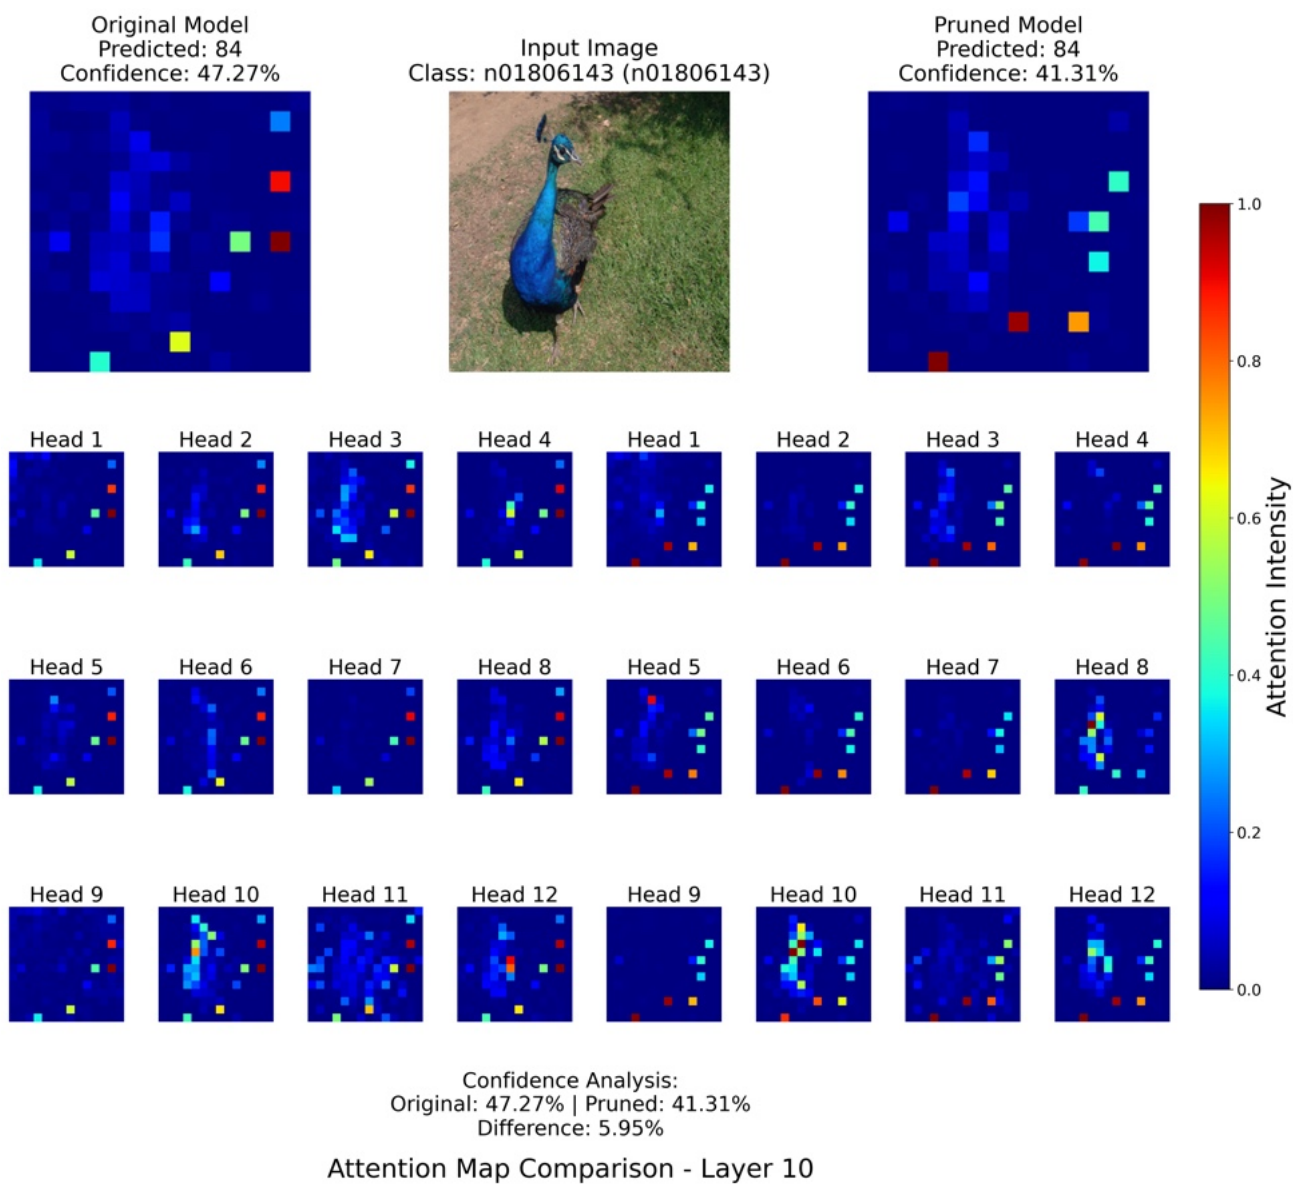 Original Model
Predicted: 84
Confidence: 47.27%
Input Image
Class: n01806143 (n01806143)
Pruned Model
Predicted: 84
Confidence: 41.31%
Head 1 Head 2 Head 3 Head 4 Head 1 Head 2 Head 3 Head 4
Head 5 Head 6 Head 7 Head 8 Head 5 Head 6 Head 7 Head 8
Head 9 Head 10 Head 11 Head 12 Head 9 Head 10 Head 11 Head 12
1.0
0.8
0.6
0.4
0.2
0.0
Attention Intensity
Confidence Analysis:
Original: 47.27% | Pruned: 41.31%
Difference: 5.95%
Attention Map Comparison - Layer 10